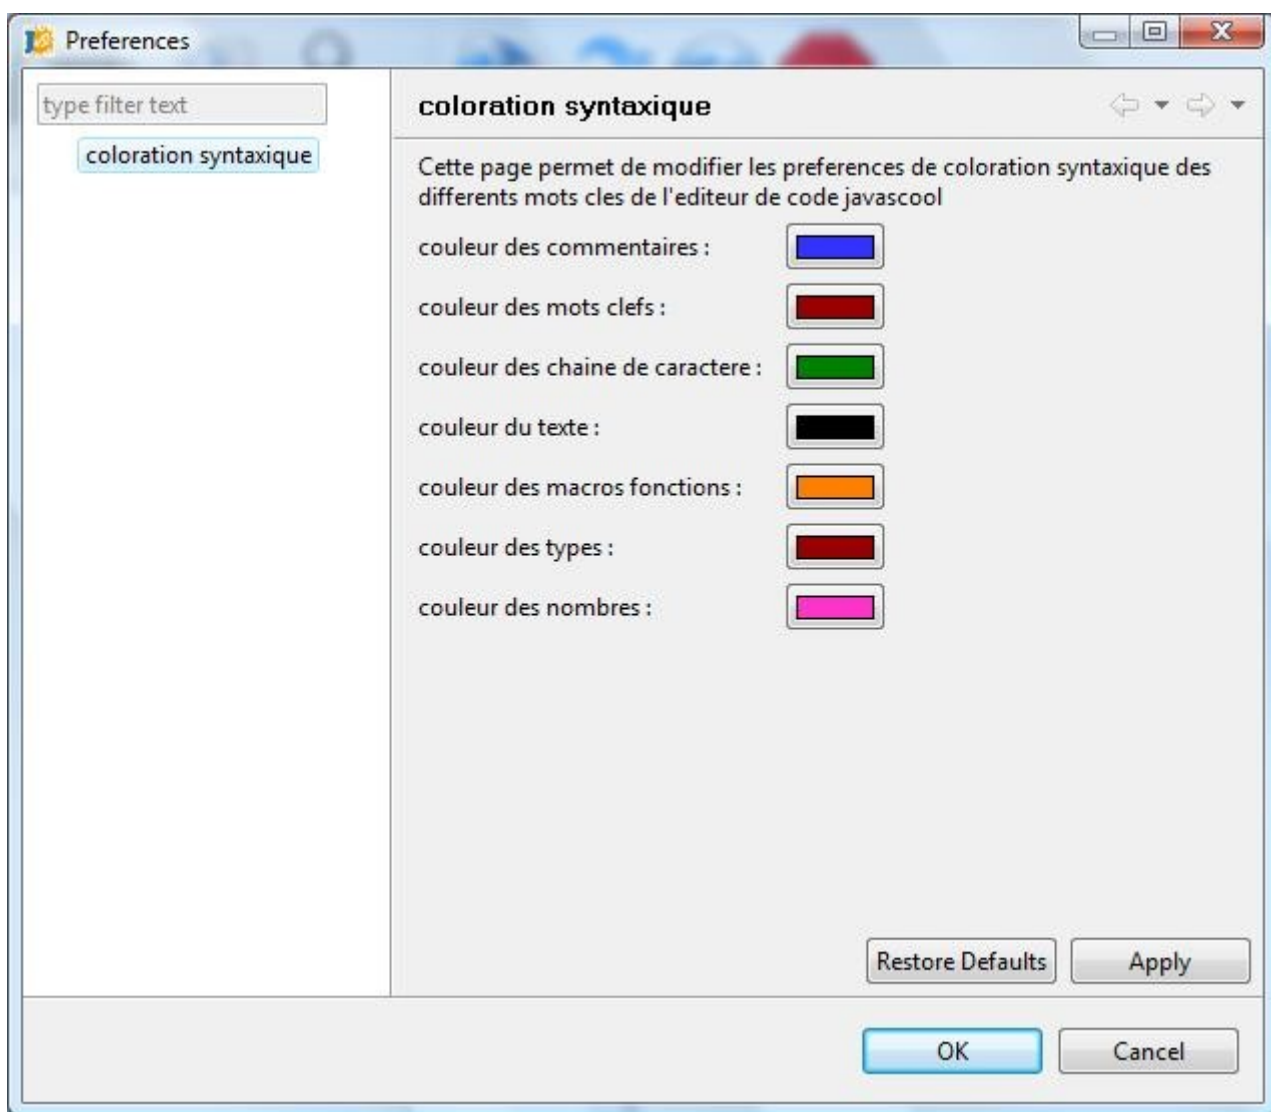 Preferences
type filter text
coloration syntaxique
coloration syntaxique
Cette page permet de modifier les preferences de coloration syntaxique des
differents mots cles de l'editeur de code javascool
couleur des commentaires :
couleur des mots clefs :
couleur des chaine de caractere :
couleur du texte :
couleur des macros fonctions :
couleur des types :
couleur des nombres :
Restore Defaults
Apply
OK
Cancel